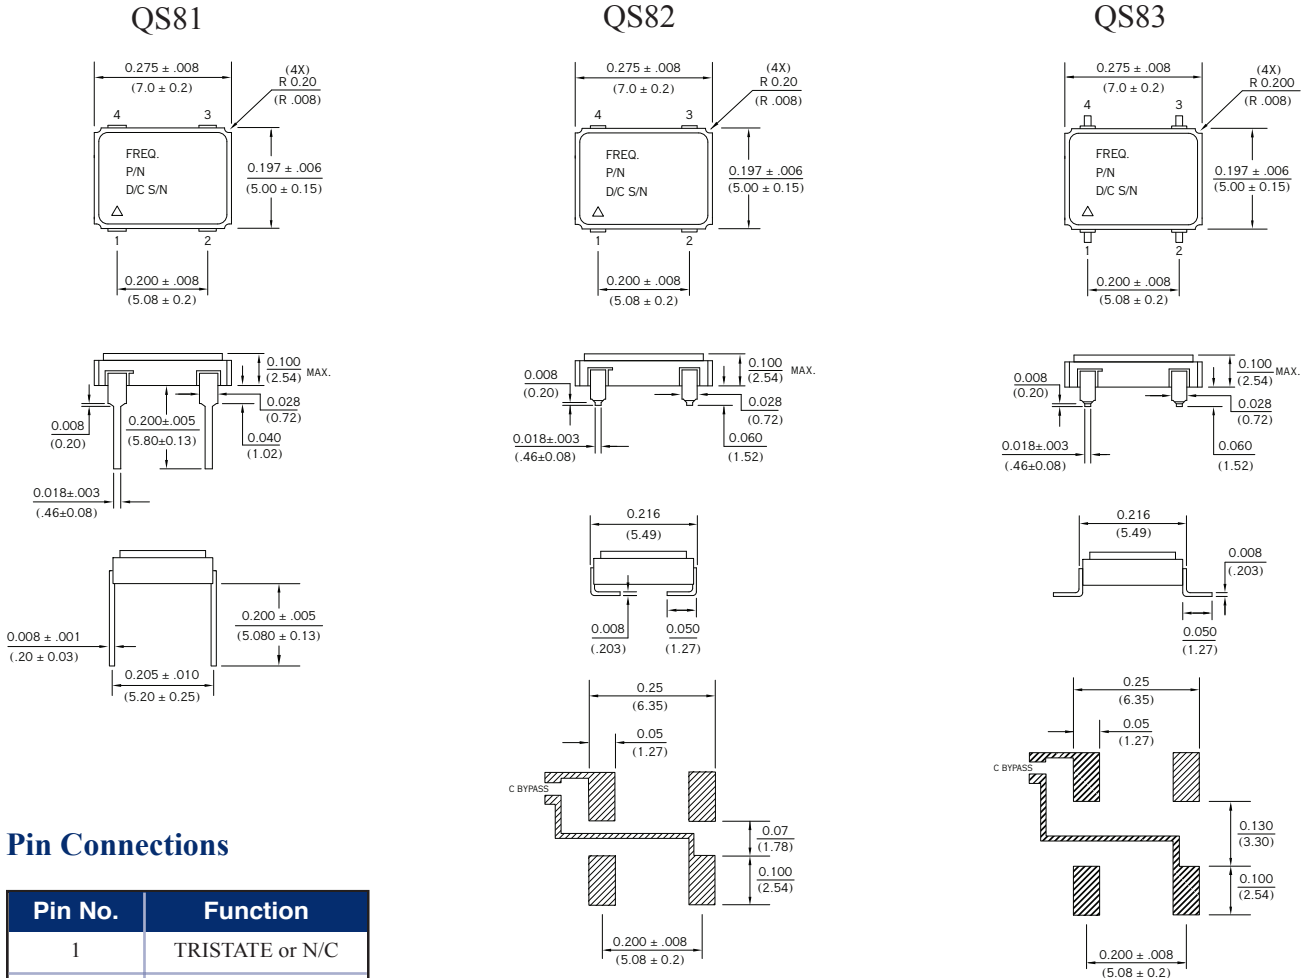 QS81
0.275 ± .008
(7.0 ± 0.2)
(4X)
R 0.20
(R .008)
4
3
FREQ.
P/N
D/C S/N
0.197 ± .006
(5.00 ± 0.15)
1
2
0.200 ± .008
(5.08 ± 0.2)
0.100
(2.54)
MAX.
0.028
(0.72)
0.008
(0.20)
0.200±.005
(5.80±0.13)
0.040
(1.02)
0.018±.003
(.46±0.08)
0.200 ± .005
(5.080 ± 0.13)
0.008 ± .001
(.20 ± 0.03)
0.205 ± .010
(5.20 ± 0.25)
QS82
0.275 ± .008
(7.0 ± 0.2)
(4X)
R 0.20
(R .008)
4
3
FREQ.
P/N
D/C S/N
0.197 ± .006
(5.00 ± 0.15)
1
2
0.200 ± .008
(5.08 ± 0.2)
0.100
(2.54)
MAX.
0.008
(0.20)
0.028
(0.72)
0.018±.003
(.46±0.08)
0.060
(1.52)
0.216
(5.49)
0.008
(.203)
0.050
(1.27)
0.25
(6.35)
0.05
(1.27)
C BYPASS
0.07
(1.78)
0.100
(2.54)
0.200 ± .008
(5.08 ± 0.2)
QS83
0.275 ± .008
(7.0 ± 0.2)
(4X)
R 0.200
(R .008)
4
3
FREQ.
P/N
D/C S/N
0.197 ± .006
(5.00 ± 0.15)
1
2
0.200 ± .008
(5.08 ± 0.2)
0.100
(2.54)
MAX.
0.008
(0.20)
0.028
(0.72)
0.018±.003
(.46±0.08)
0.060
(1.52)
0.216
(5.49)
0.008
(.203)
0.050
(1.27)
0.25
(6.35)
0.05
(1.27)
C BYPASS
0.130
(3.30)
0.100
(2.54)
0.200 ± .008
(5.08 ± 0.2)
Pin Connections
Pin No. Function
1 TRISTATE or N/C